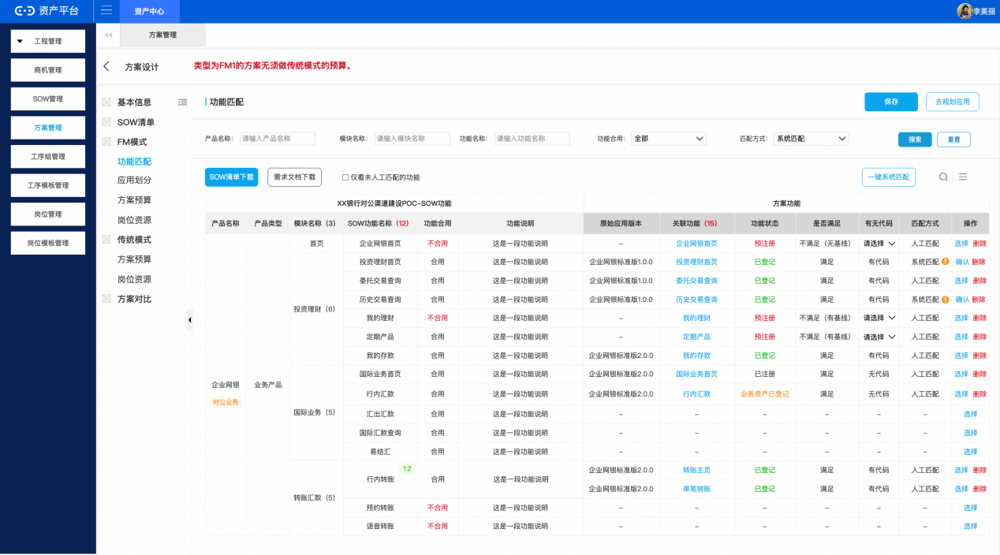 资产平台
资产中心
李美丽
工程管理
商机管理
SOW管理
方案管理
工序组管理
工序模板管理
岗位管理
岗位模板管理
方案管理
方案设计
类型为FM1的方案无须做传统模式的预算。
基本信息
SOW清单
FM模式
功能匹配
应用划分
方案预算
岗位资源
传统模式
方案预算
岗位资源
方案对比
功能匹配
保存
去规划应用
产品名称: 请输入产品名称 模块名称: 请输入模块名称 功能名称: 请输入功能名称 功能合用: 全部 匹配方式: 系统匹配 搜索 重置
SOW清单下载 需求文档下载 仅看未人工匹配的功能 一键系统匹配
XX银行对公渠道建设POC-SOW功能 方案功能
产品名称 产品类型 模块名称（3） SOW功能名称（12） 功能合用 功能说明 原始应用版本 关联功能（15） 功能状态 是否满足 有无代码 匹配方式 操作
首页 企业网银首页 不合用 这是一段功能说明 – 企业网银首页 预注册 不满足（无基线） 请选择 人工匹配 选择 删除
投资理财首页 合用 这是一段功能说明 企业网银标准版1.0.0 投资理财首页 已登记 满足 有代码 系统匹配 确认 删除
委托交易查询 合用 这是一段功能说明 企业网银标准版1.0.0 委托交易查询 已登记 满足 有代码 人工匹配 选择 删除
历史交易查询 合用 这是一段功能说明 企业网银标准版1.0.0 历史交易查询 已登记 满足 有代码 系统匹配 确认 删除
投资理财（6）
我的理财 不合用 这是一段功能说明 – 我的理财 预注册 不满足（有基线） 请选择 人工匹配 选择 删除
定期产品 合用 这是一段功能说明 – 定期产品 预注册 不满足（有基线） 请选择 人工匹配 选择 删除
我的存款 合用 这是一段功能说明 企业网银标准版2.0.0 我的存款 已登记 满足 有代码 人工匹配 选择 删除
国际业务首页 合用 这是一段功能说明 企业网银标准版2.0.0 国际业务首页 已注册 满足 无代码 人工匹配 选择 删除
企业网银 业务产品
对公业务
行内汇款 合用 这是一段功能说明 企业网银标准版2.0.0 行内汇款 业务资产已登记 满足 无代码 人工匹配 选择 删除
国际业务（5）
汇出汇款 合用 这是一段功能说明 – – – – – – 选择
国际汇款查询 合用 这是一段功能说明 – – – – – – 选择
易结汇 合用 这是一段功能说明 – – – – – – 选择
1:2
行内转账 合用 这是一段功能说明
企业网银标准版2.0.0 转账主页 已登记 满足 有代码 人工匹配 选择 删除
企业网银标准版2.0.0 单笔转账 已登记 满足 有代码 人工匹配 选择 删除
转账汇款（5）
预约转账 不合用 这是一段功能说明 – – – – – – 选择
语音转账 不合用 这是一段功能说明 – – – – – – 选择